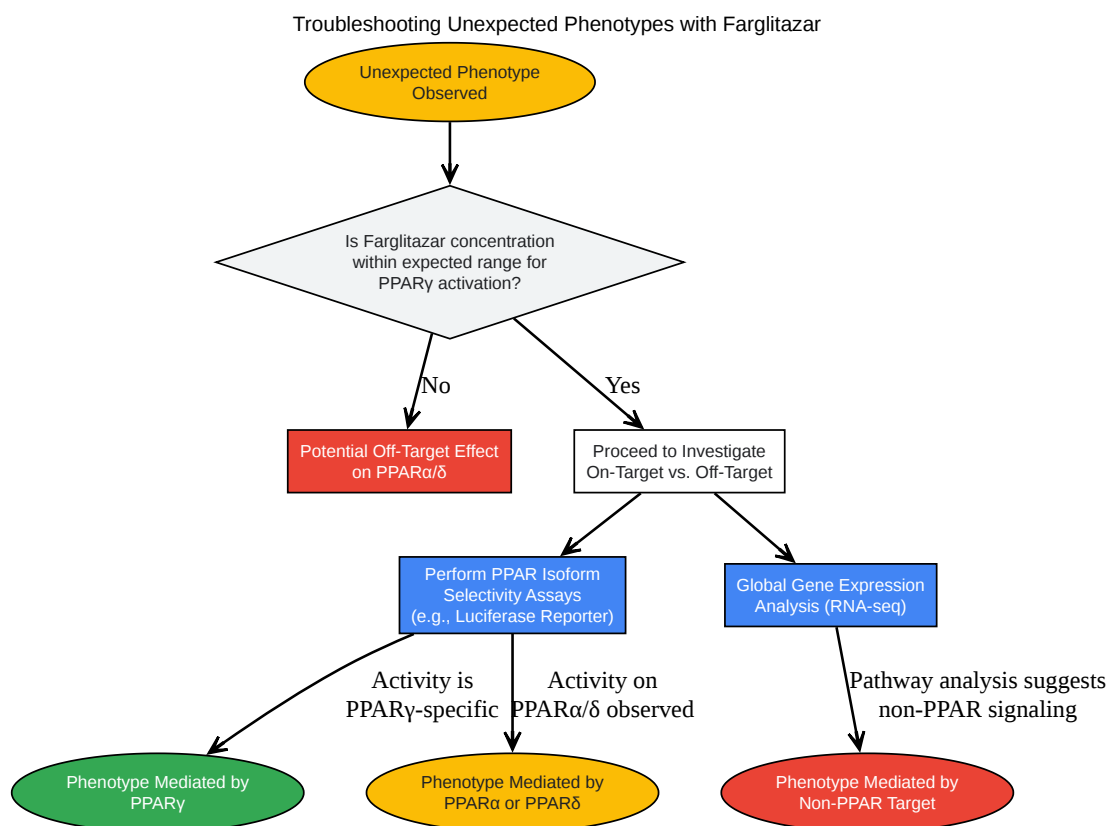 Troubleshooting Unexpected Phenotypes with Farglitazar
Unexpected Phenotype
Observed
Is Farglitazar concentration
within expected range for
PPARγ activation?
No
Yes
Potential Off-Target Effect
on PPARα/δ
Proceed to Investigate
On-Target vs. Off-Target
Perform PPAR Isoform
Selectivity Assays
(e.g., Luciferase Reporter)
Global Gene Expression
Analysis (RNA-seq)
Activity is
PPARγ-specific
Activity on
PPARα/δ observed
Pathway analysis suggests
non-PPAR signaling
Phenotype Mediated by
PPARγ
Phenotype Mediated by
PPARα or PPARδ
Phenotype Mediated by
Non-PPAR Target